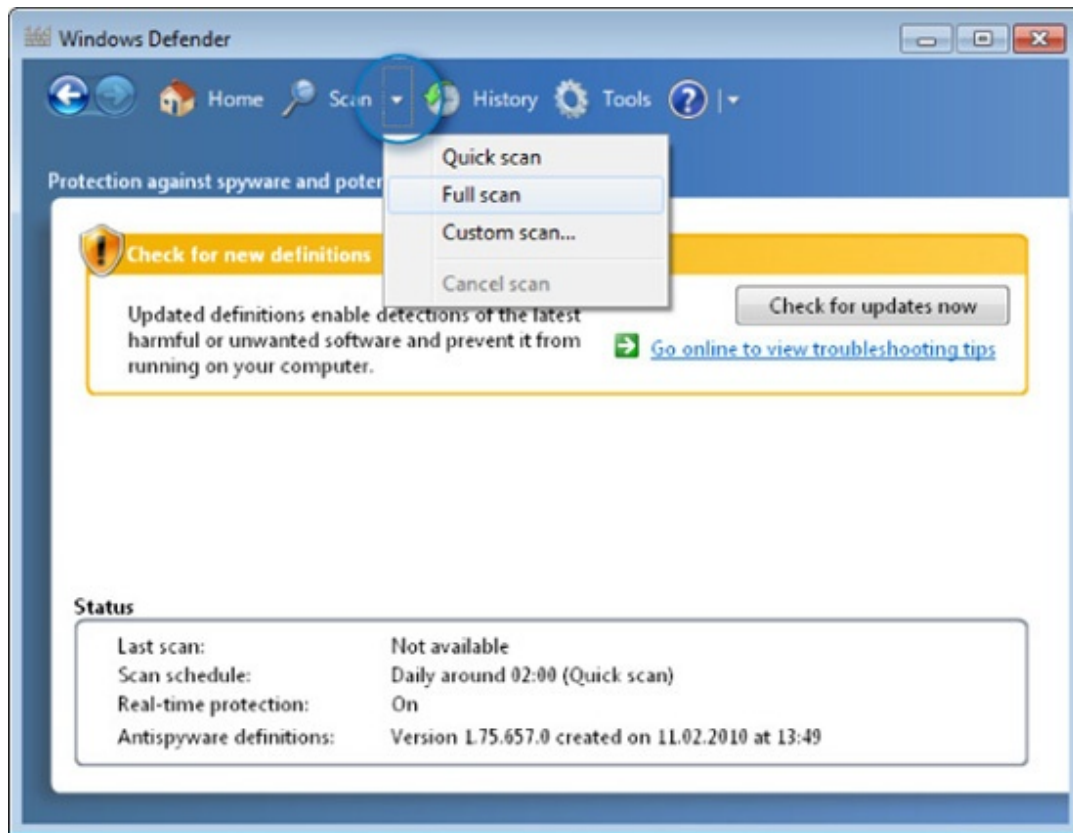 Windows Defender
Home Scan History Tools
Quick scan
Full scan
Custom scan...
Cancel scan
Protection against spyware and
Check for new definitions
Check for updates now
Updated definitions enable detections of the latest
harmful or unwanted software and prevent it from
running on your computer.
Go online to view troubleshooting tips
Status
Last scan: Not available
Scan schedule: Daily around 02:00 (Quick scan)
Real-time protection: On
Antispyware definitions: Version 1.75.657.0 created on 11.02.2010 at 13:49